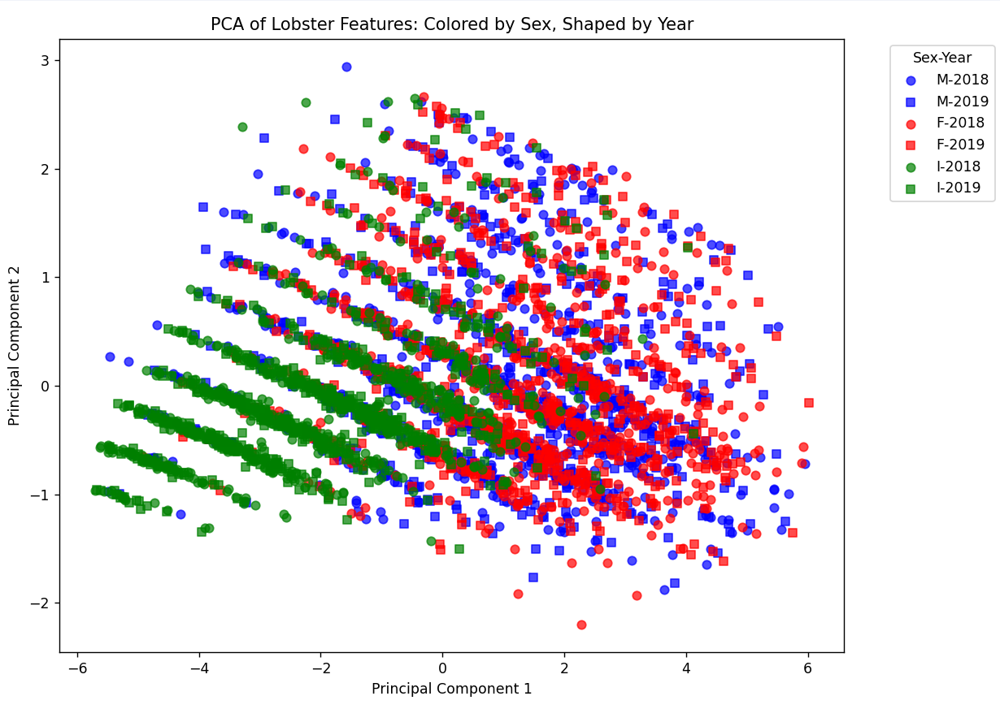 PCA of Lobster Features: Colored by Sex, Shaped by Year
Sex-Year
M-2018
M-2019
F-2018
F-2019
I-2018
I-2019
3
2
1
0
−1
−2
Principal Component 2
−6
−4
−2
0
2
4
6
Principal Component 1